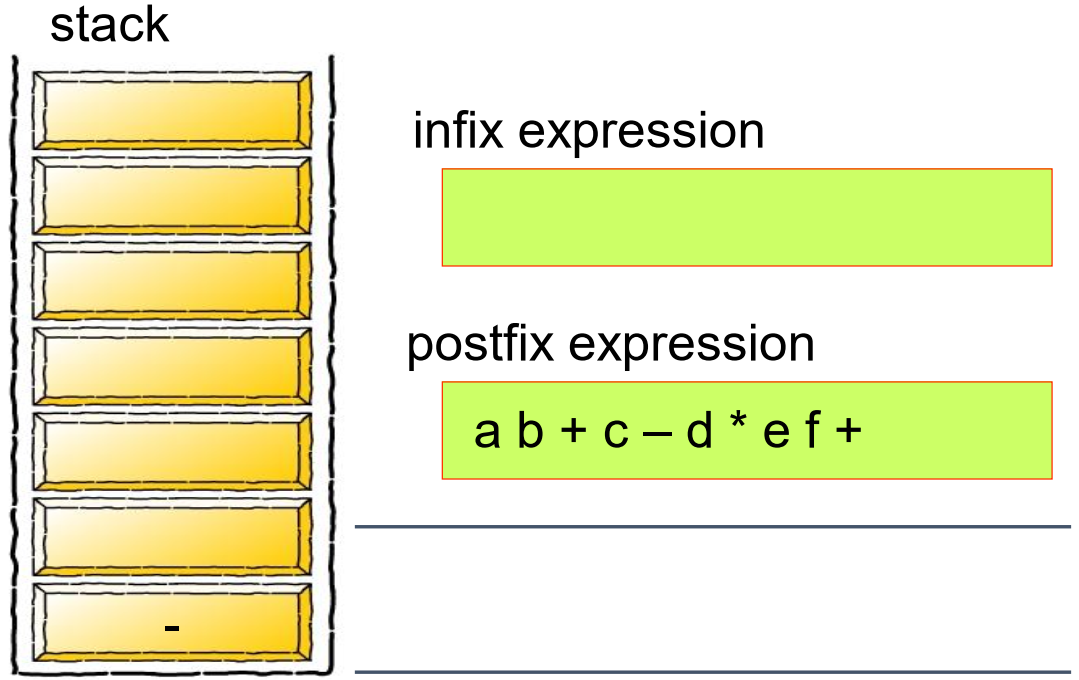 stack
infix expression
postfix expression
a b + c – d * e f +
-